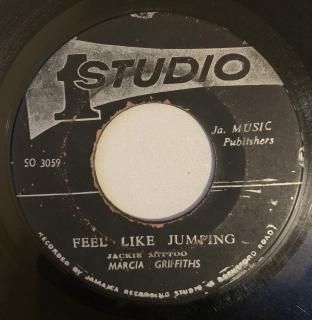 1 STUDIO
Ja. MUSIC
Publishers
SO 3059
FEEL LIKE JUMPING
JACKIE MITTOO
MARCIA GRIFFITHS
RECORDED BY JAMAICA RECORDING STUDIO BRENTFORD ROAD